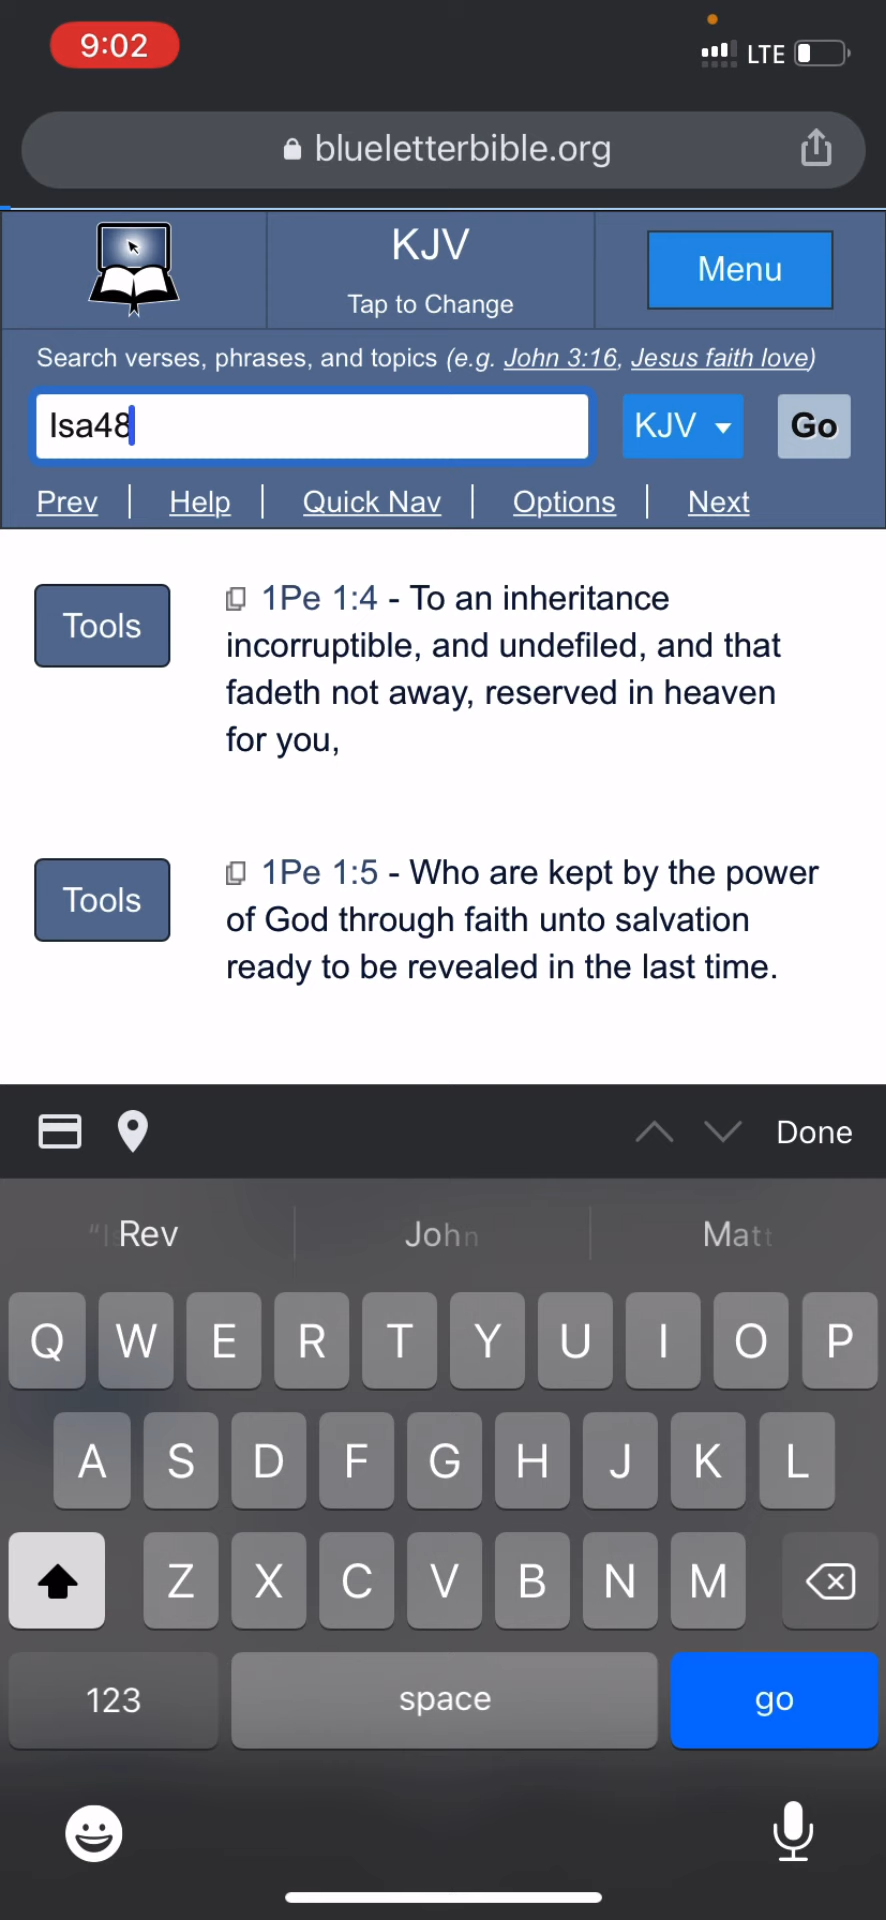 9:02
LTE
blueletterbible.org
KJV
Tap to Change
Menu
Search verses, phrases, and topics (e.g. John 3:16, Jesus faith love)
Isa48
KJV
Go
Prev | Help | Quick Nav | Options | Next
Tools
1Pe 1:4 - To an inheritance
incorruptible, and undefiled, and that
fadeth not away, reserved in heaven
for you,
Tools
1Pe 1:5 - Who are kept by the power
of God through faith unto salvation
ready to be revealed in the last time.
Done
Rev
John
Matt
Q W E R T Y U I O P
A S D F G H J K L
Z X C V B N M
123
space
go